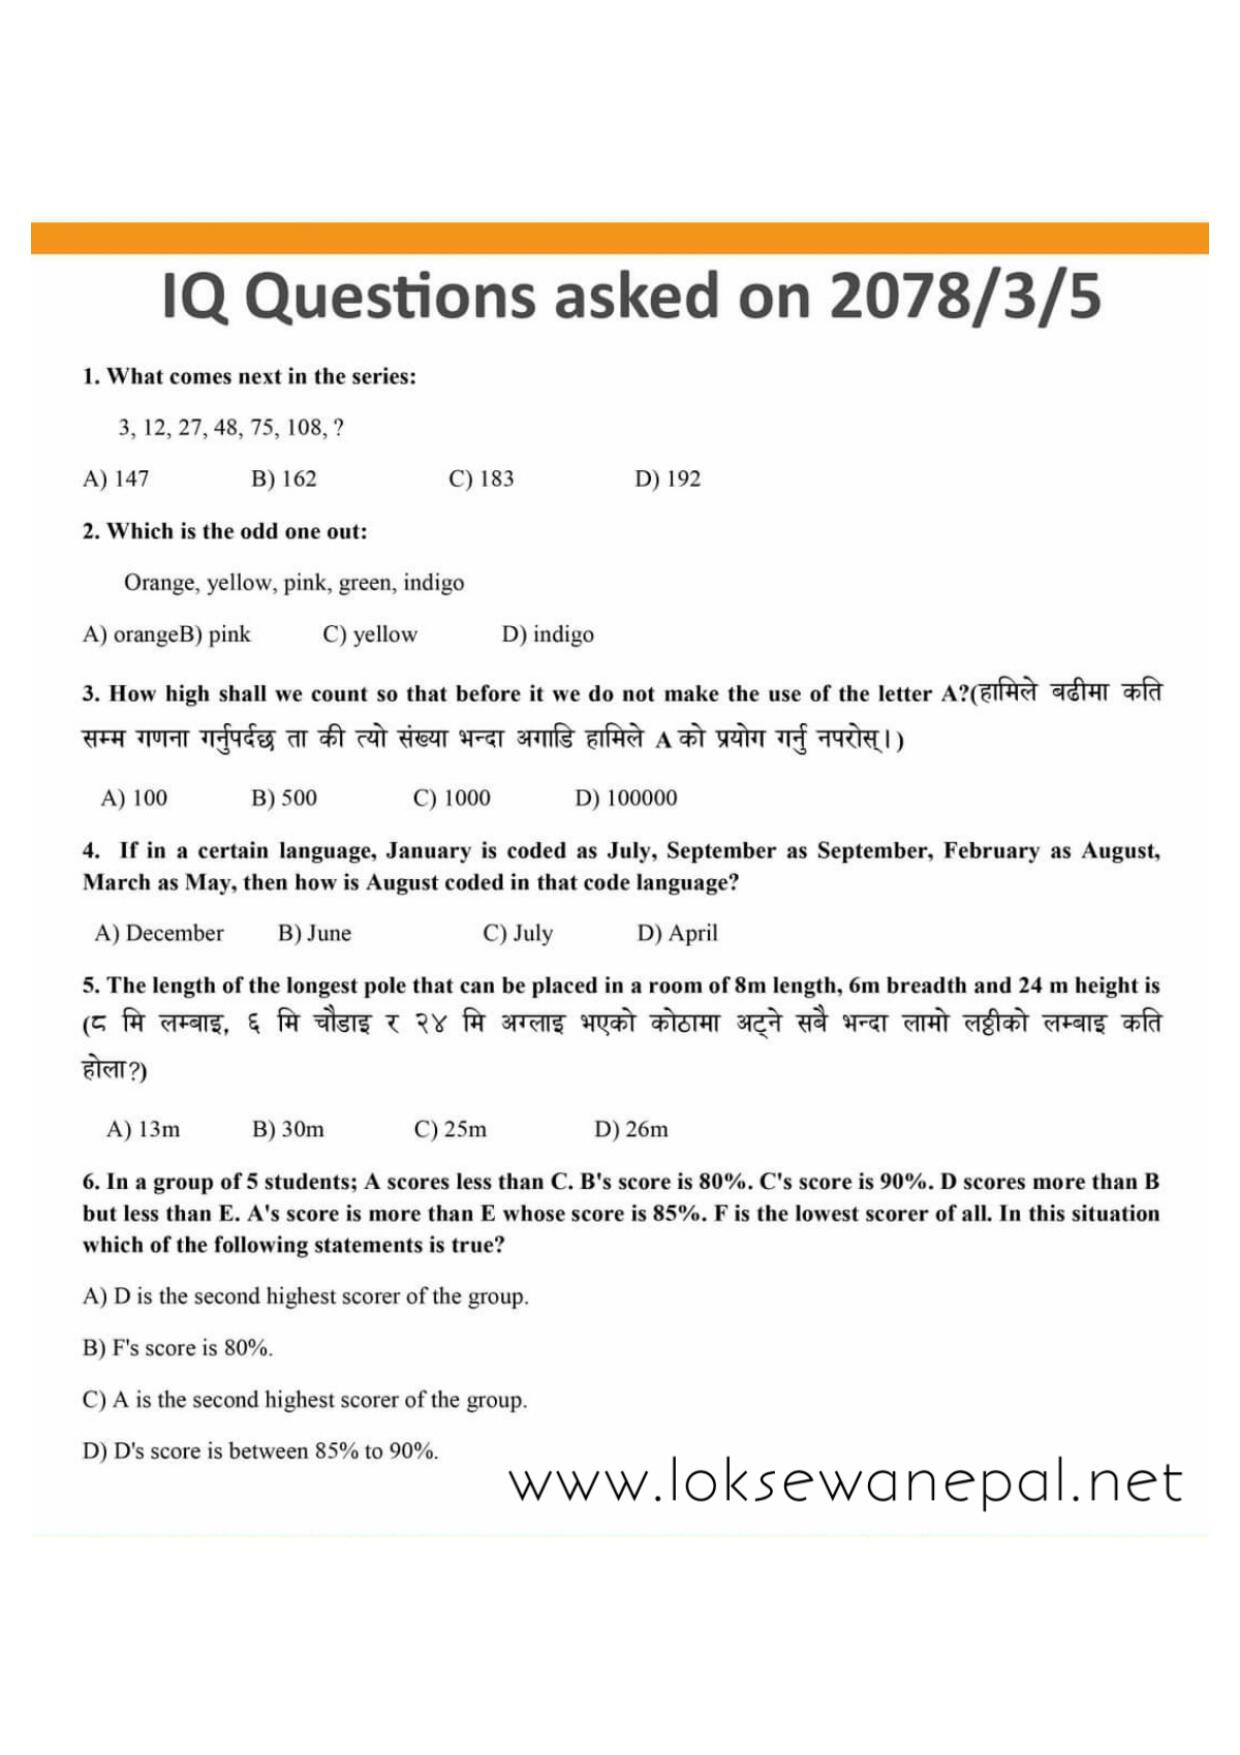 IQ Questions asked on 2078/3/5
1. What comes next in the series:
3, 12, 27, 48, 75, 108, ?
A) 147 B) 162 C) 183 D) 192
2. Which is the odd one out:
Orange, yellow, pink, green, indigo
A) orangeB) pink C) yellow D) indigo
3. How high shall we count so that before it we do not make the use of the letter A?(हामिले बढीमा कति
सम्म गणना गर्नुपर्दछ ता की त्यो संख्या भन्दा अगाडि हामिले A को प्रयोग गर्नु नपरोस्।)
A) 100 B) 500 C) 1000 D) 100000
4. If in a certain language, January is coded as July, September as September, February as August,
March as May, then how is August coded in that code language?
A) December B) June C) July D) April
5. The length of the longest pole that can be placed in a room of 8m length, 6m breadth and 24 m height is
(८ मि लम्बाइ, ६ मि चौडाइ र २४ मि अग्लाइ भएको कोठामा अट्ने सबै भन्दा लामो लठ्ठीको लम्बाइ कति
होला?)
A) 13m B) 30m C) 25m D) 26m
6. In a group of 5 students; A scores less than C. B's score is 80%. C's score is 90%. D scores more than B
but less than E. A's score is more than E whose score is 85%. F is the lowest scorer of all. In this situation
which of the following statements is true?
A) D is the second highest scorer of the group.
B) F's score is 80%.
C) A is the second highest scorer of the group.
D) D's score is between 85% to 90%.
www.loksewanepal.net